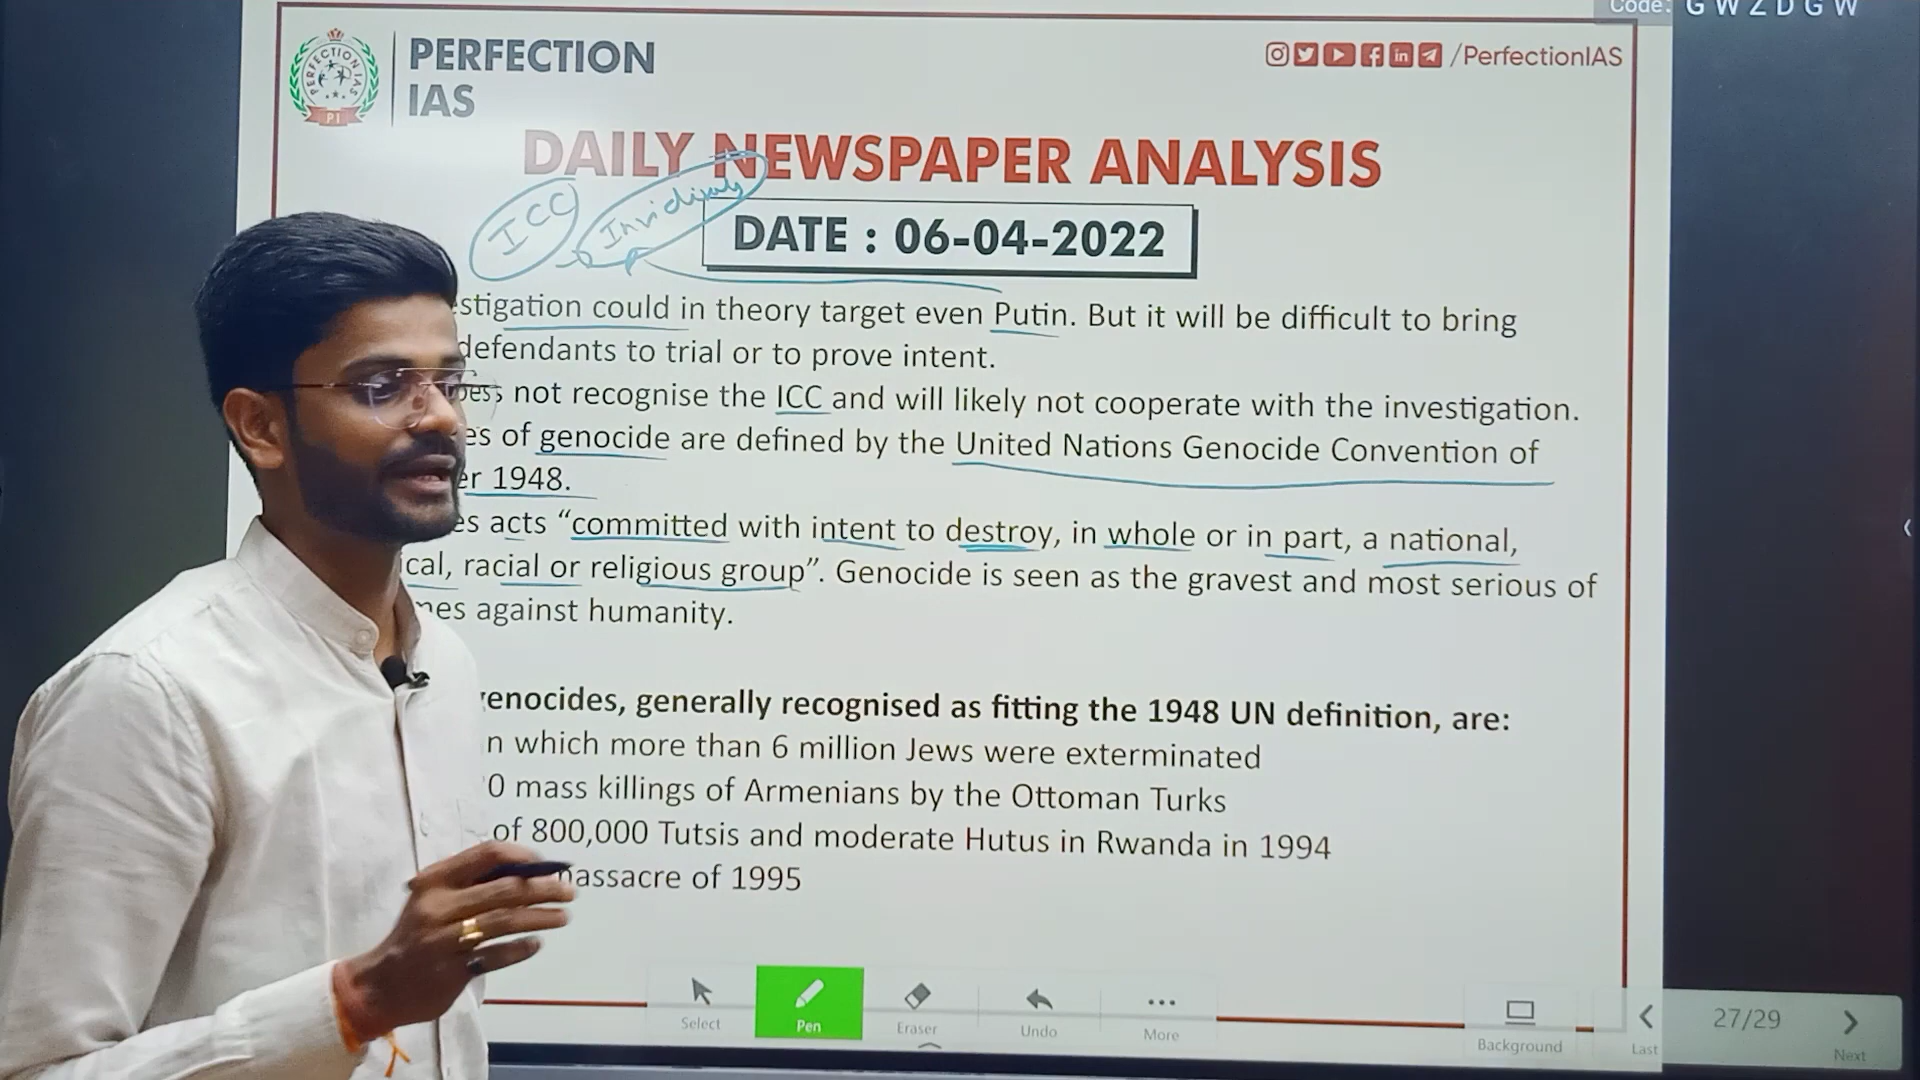 Code: GWZDGW
PERFECTION
IAS
/PerfectionIAS
PERFECTION IAS
PI
DAILY NEWSPAPER ANALYSIS
ICC
DATE : 06-04-2022
stigation could in theory target even Putin. But it will be difficult to bring
defendants to trial or to prove intent.
not recognise the ICC and will likely not cooperate with the investigation.
es of genocide are defined by the United Nations Genocide Convention of
er 1948.
es acts “committed with intent to destroy, in whole or in part, a national,
cal, racial or religious group”. Genocide is seen as the gravest and most serious of
mes against humanity.
enocides, generally recognised as fitting the 1948 UN definition, are:
n which more than 6 million Jews were exterminated
0 mass killings of Armenians by the Ottoman Turks
of 800,000 Tutsis and moderate Hutus in Rwanda in 1994
massacre of 1995
Select
Pen
Eraser
Undo
More
Background
Last
27/29
Next